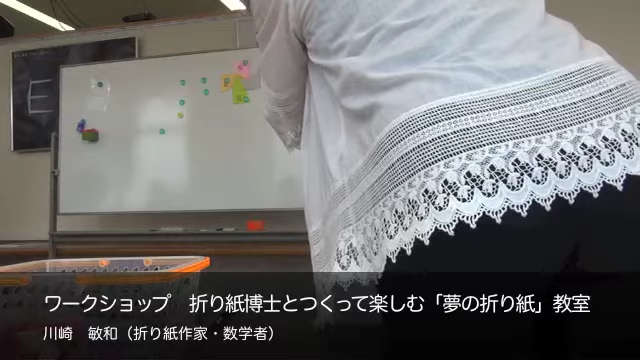 ワークショップ　折り紙博士とつくって楽しむ「夢の折り紙」教室
川崎　敏和（折り紙作家・数学者）